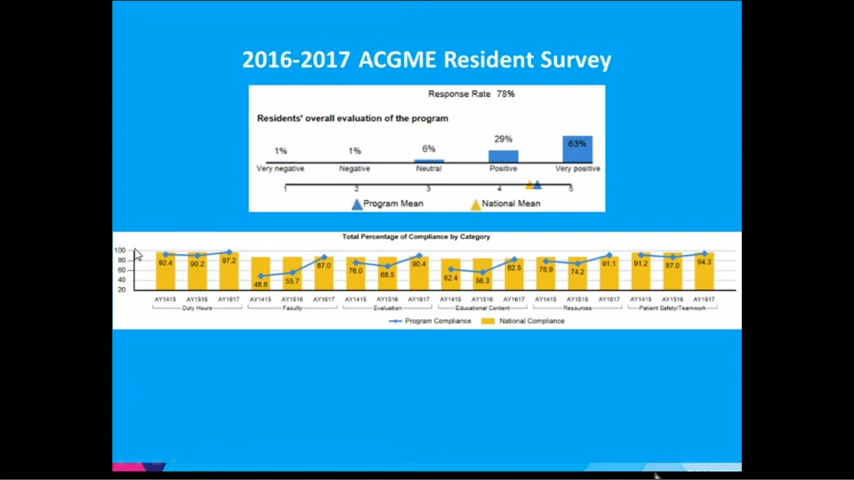 2016-2017 ACGME Resident Survey
Response Rate 78%
Residents' overall evaluation of the program
1% 1% 6% 29% 63%
Very negative Negative Neutral Positive Very positive
1 2 3 4 5
Program Mean National Mean
Total Percentage of Compliance by Category
100
80
60
40
20
92.4 90.2 97.2 48.8 55.7 87.0 76.0 68.5 90.4 62.4 56.3 82.5 78.9 74.2 91.1 91.2 87.0 94.3
AY1415 AY1516 AY1617 AY1415 AY1516 AY1617 AY1415 AY1516 AY1617 AY1415 AY1516 AY1617 AY1415 AY1516 AY1617 AY1415 AY1516 AY1617
Duty Hours Faculty Evaluation Educational Content Resources Patient Safety/Teamwork
Program Compliance National Compliance